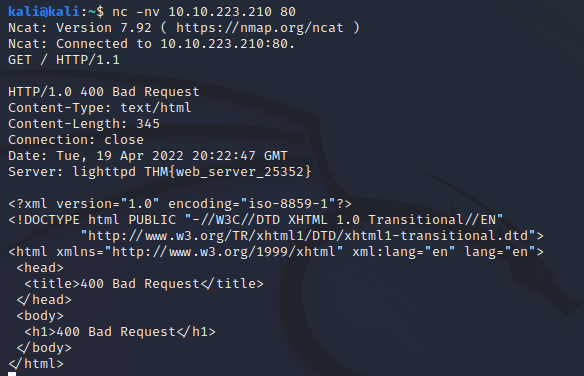 kali@kali:~$ nc -nv 10.10.223.210 80
Ncat: Version 7.92 ( https://nmap.org/ncat )
Ncat: Connected to 10.10.223.210:80.
GET / HTTP/1.1

HTTP/1.0 400 Bad Request
Content-Type: text/html
Content-Length: 345
Connection: close
Date: Tue, 19 Apr 2022 20:22:47 GMT
Server: lighttpd THM{web_server_25352}

<?xml version="1.0" encoding="iso-8859-1"?>
<!DOCTYPE html PUBLIC "-//W3C//DTD XHTML 1.0 Transitional//EN"
         "http://www.w3.org/TR/xhtml1/DTD/xhtml1-transitional.dtd">
<html xmlns="http://www.w3.org/1999/xhtml" xml:lang="en" lang="en">
 <head>
  <title>400 Bad Request</title>
 </head>
 <body>
  <h1>400 Bad Request</h1>
 </body>
</html>